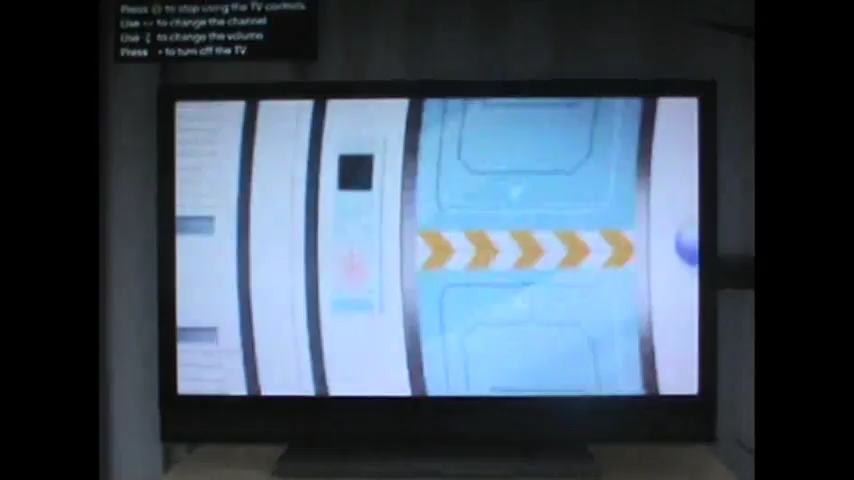 Press to stop using the TV controls
Use to change the channel
Use to change the volume
Press to turn off the TV